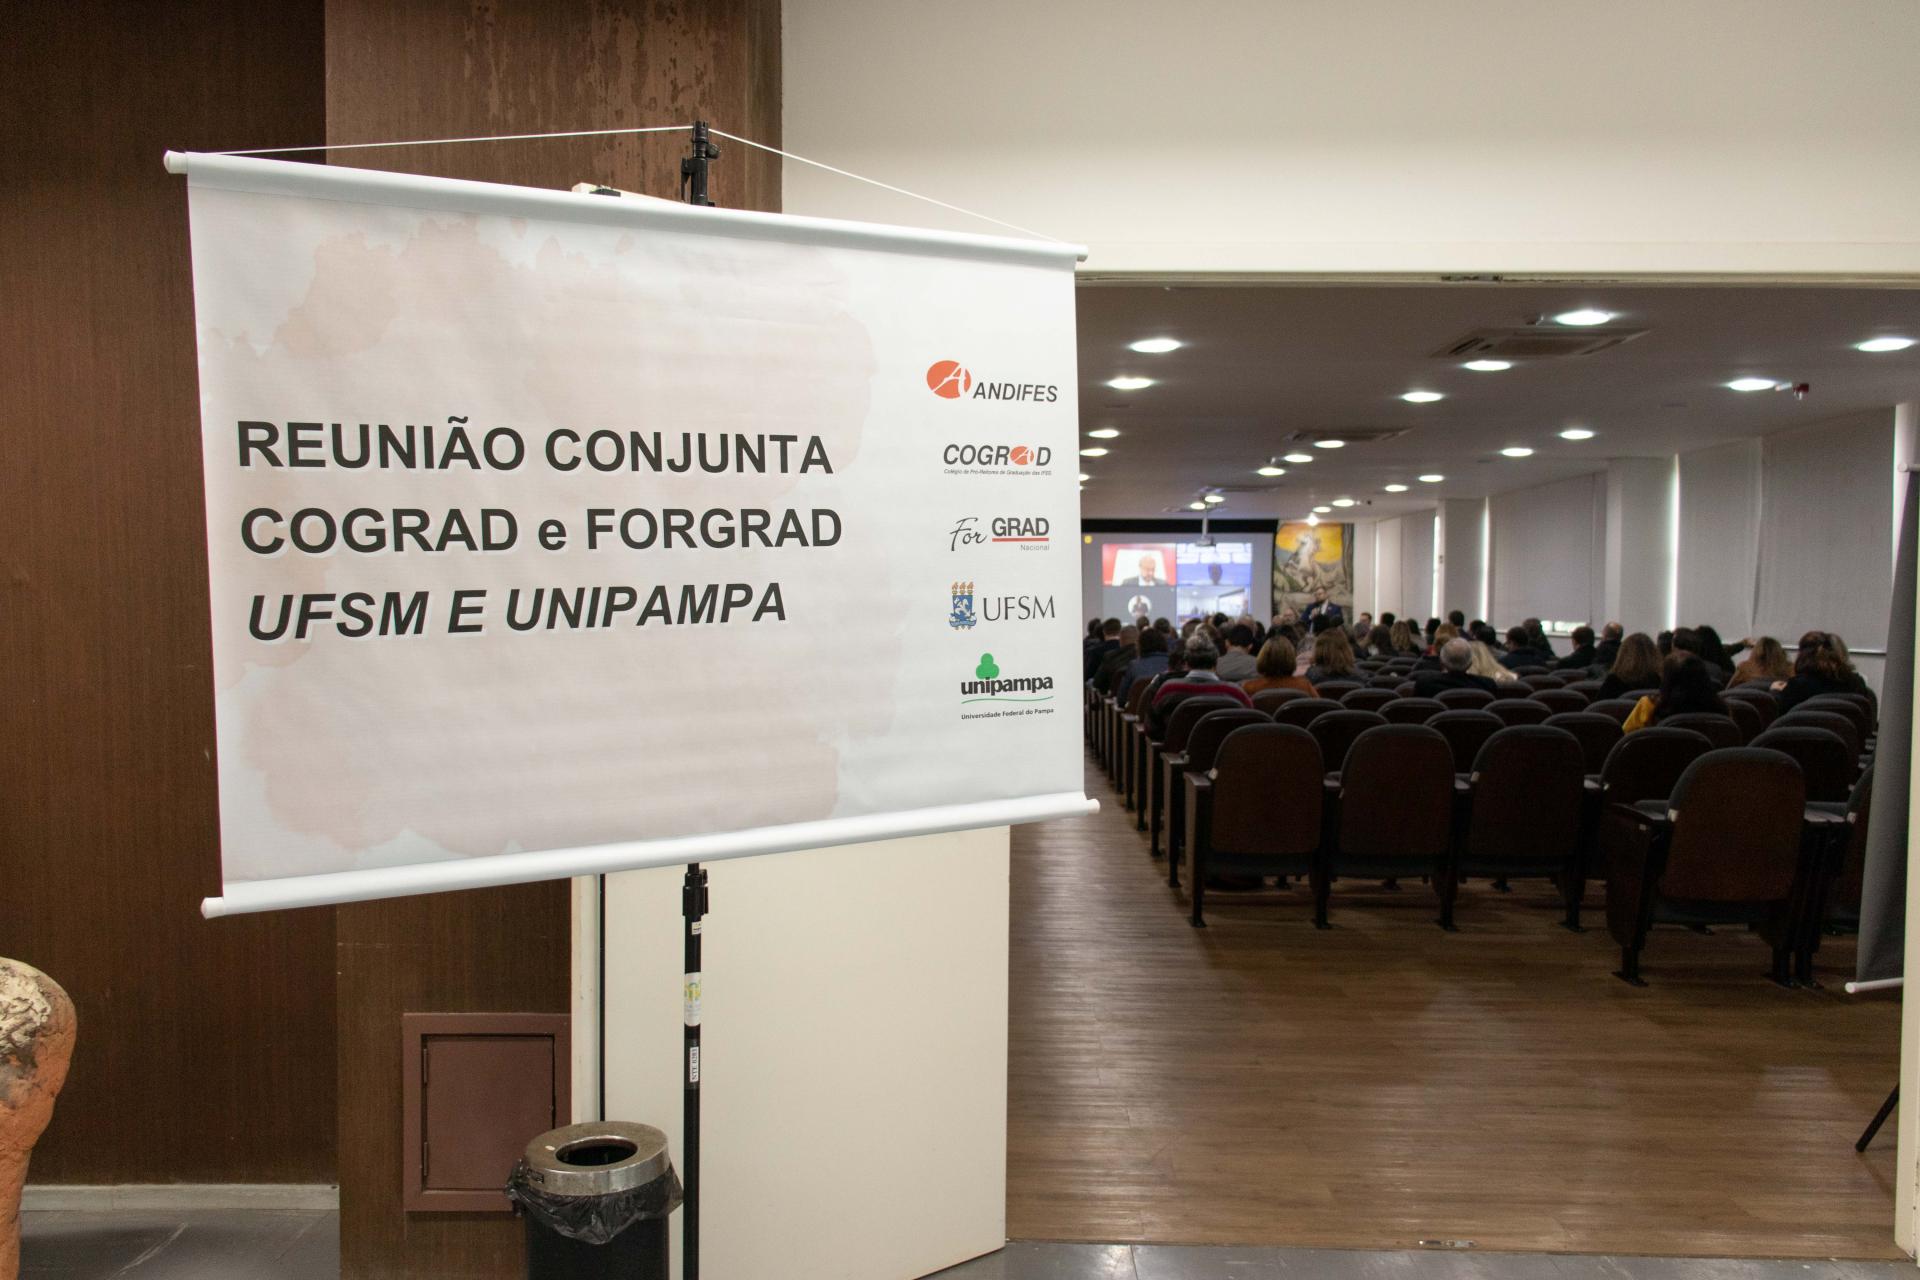 REUNIÃO CONJUNTA
COGRAD e FORGRAD
UFSM E UNIPAMPA
ANDIFES
COGRAD
Colégio de Pró-Reitores de Graduação das IFES
For GRAD
Nacional
UFSM
unipampa
Universidade Federal do Pampa